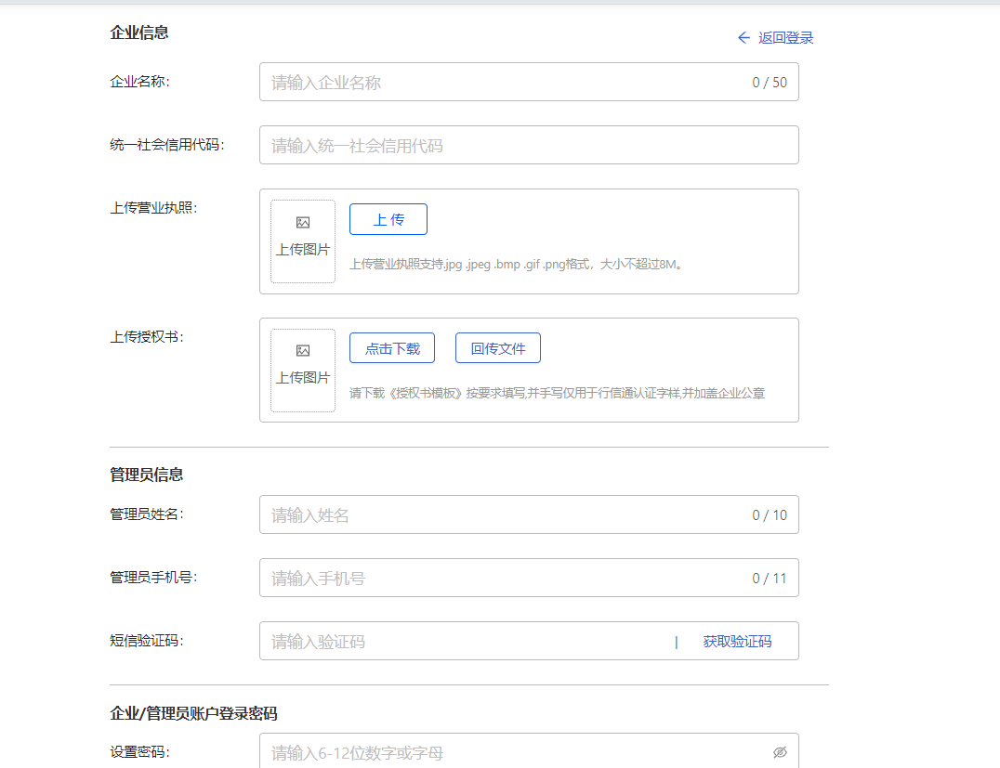 企业信息
返回登录
企业名称:
请输入企业名称
0 / 50
统一社会信用代码:
请输入统一社会信用代码
上传营业执照:
上传图片
上 传
上传营业执照支持.jpg .jpeg .bmp .gif .png格式，大小不超过8M。
上传授权书:
上传图片
点击下载
回传文件
请下载《授权书模板》按要求填写,并手写仅用于行信通认证字样,并加盖企业公章
管理员信息
管理员姓名:
请输入姓名
0 / 10
管理员手机号:
请输入手机号
0 / 11
短信验证码:
请输入验证码
|
获取验证码
企业/管理员账户登录密码
设置密码:
请输入6-12位数字或字母